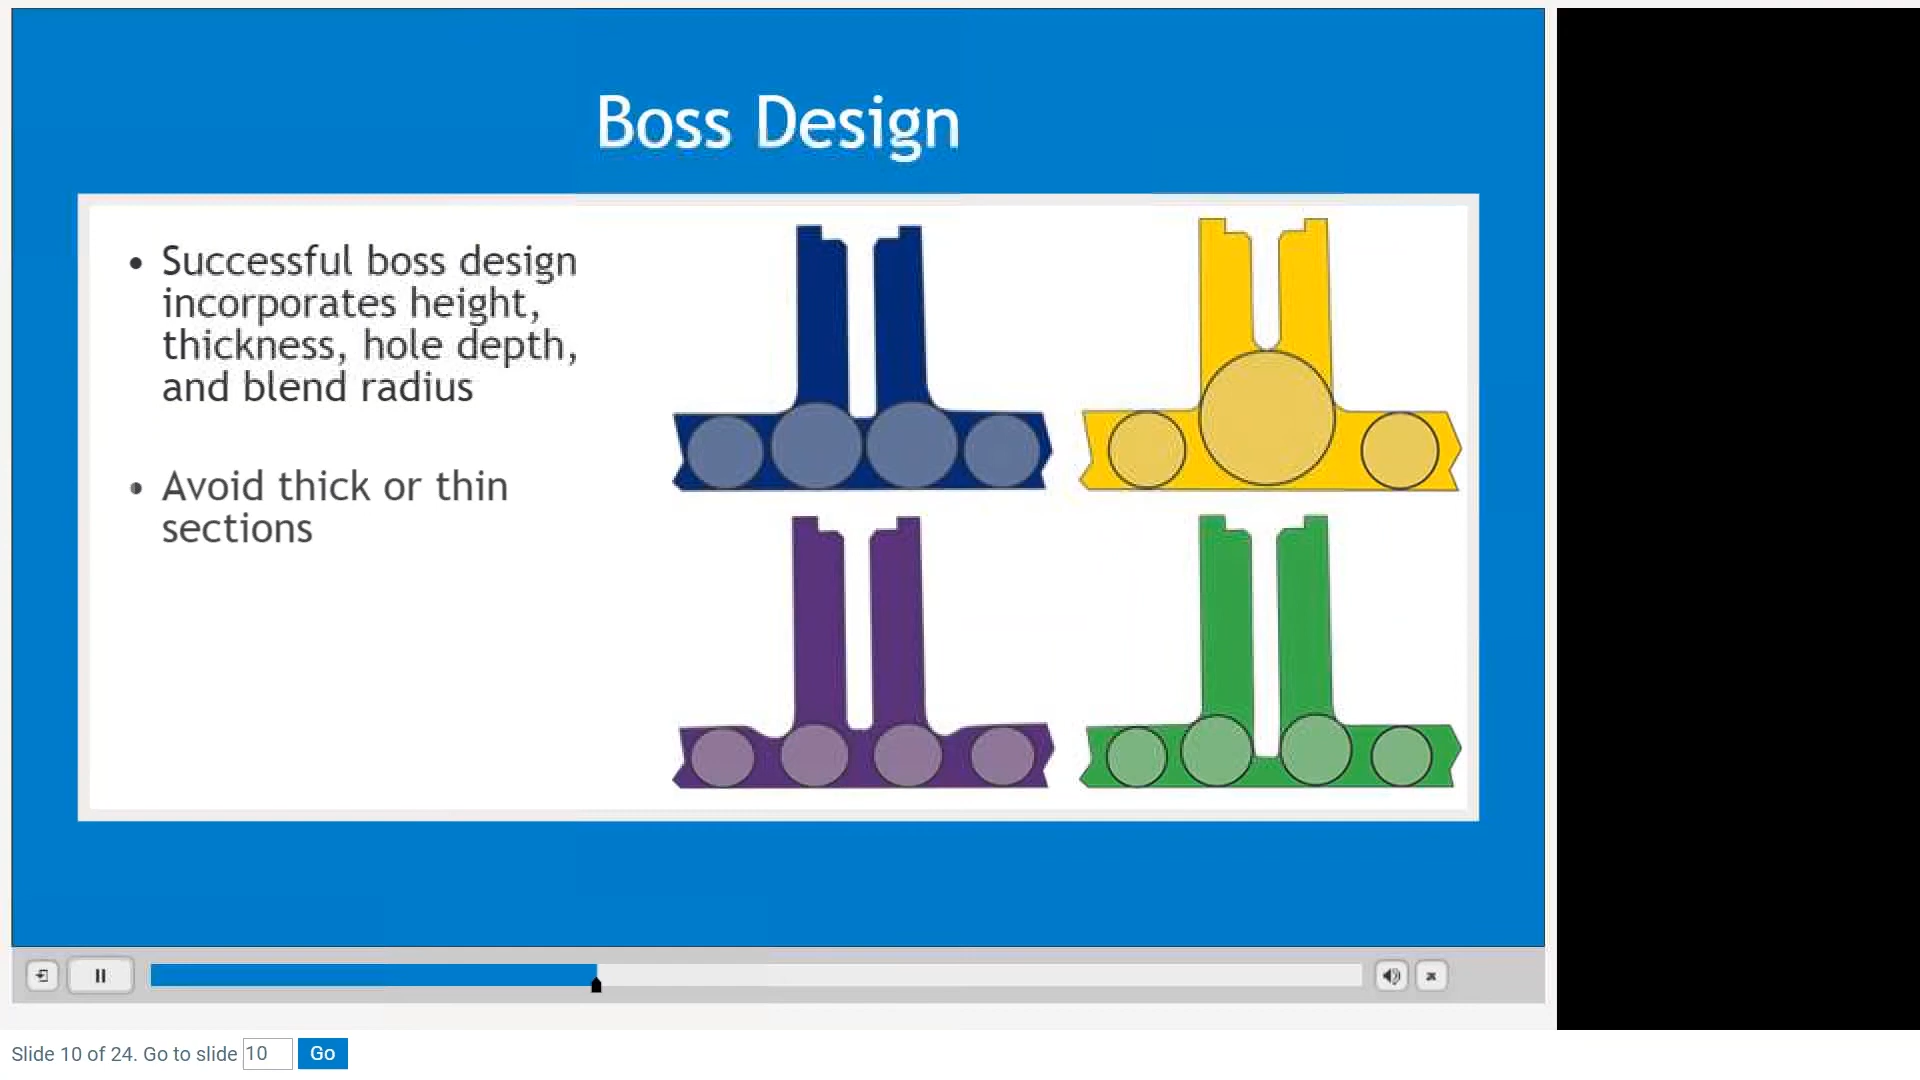 Boss Design
• Successful boss design
incorporates height,
thickness, hole depth,
and blend radius
• Avoid thick or thin
sections
Slide 10 of 24. Go to slide 10 Go